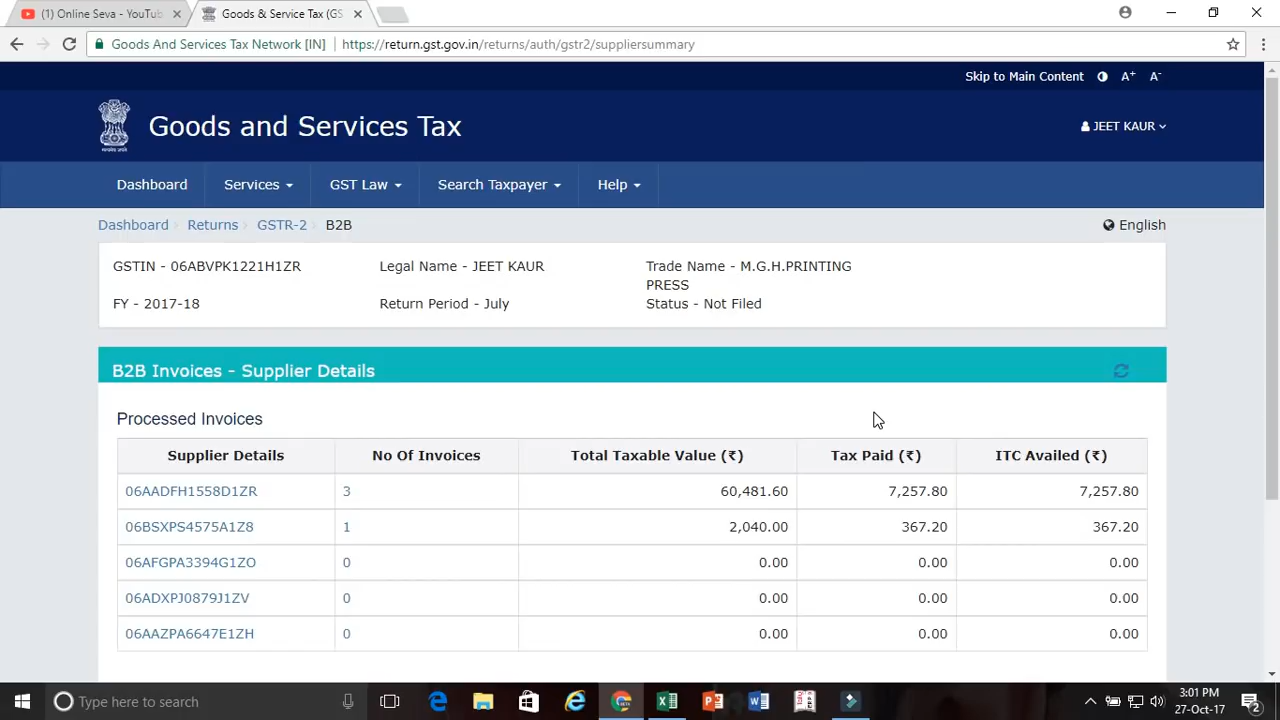 (1) Online Seva - YouTub
Goods & Service Tax (GS
Goods And Services Tax Network [IN]
https://return.gst.gov.in/returns/auth/gstr2/suppliersummary
Skip to Main Content A+ A-
Goods and Services Tax
JEET KAUR
Dashboard Services GST Law Search Taxpayer Help
Dashboard Returns GSTR-2 B2B
English
GSTIN - 06ABVPK1221H1ZR Legal Name - JEET KAUR Trade Name - M.G.H.PRINTING
PRESS
FY - 2017-18 Return Period - July Status - Not Filed
B2B Invoices - Supplier Details
Processed Invoices
Supplier Details No Of Invoices Total Taxable Value (₹) Tax Paid (₹) ITC Availed (₹)
06AADFH1558D1ZR 3 60,481.60 7,257.80 7,257.80
06BSXPS4575A1Z8 1 2,040.00 367.20 367.20
06AFGPA3394G1ZO 0 0.00 0.00 0.00
06ADXPJ0879J1ZV 0 0.00 0.00 0.00
06AAZPA6647E1ZH 0 0.00 0.00 0.00
Type here to search
3:01 PM
27-Oct-17
2